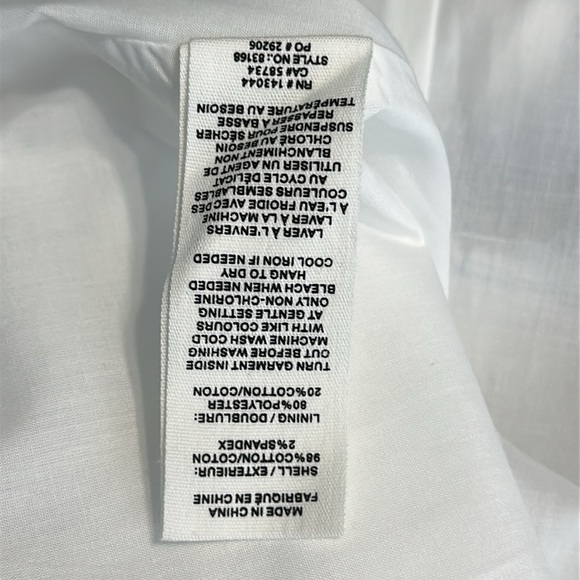 MADE IN CHINA
FABRIQUÉ EN CHINE
SHELL / EXTERIEUR:
98%COTTON/COTON
2%SPANDEX
LINING / DOUBLURE:
80%POLYESTER
20%COTTON/COTON
TURN GARMENT INSIDE
OUT BEFORE WASHING
MACHINE WASH COLD
WITH LIKE COLOURS
AT GENTLE SETTING
ONLY NON-CHLORINE
BLEACH WHEN NEEDED
HANG TO DRY
COOL IRON IF NEEDED
LAVER À L'ENVERS
LAVER À LA MACHINE
À L'EAU FROIDE AVEC DES
COULEURS SEMBLABLES
AU CYCLE DÉLICAT
UTILISER UN AGENT DE
BLANCHIMENT NON
CHLORÉ AU BESOIN
SUSPENDRE POUR SÉCHER
REPASSER À BASSE
TEMPÉRATURE AU BESOIN
RN # 143044
CA# 58734
STYLE NO.: 83168
PO # 29206